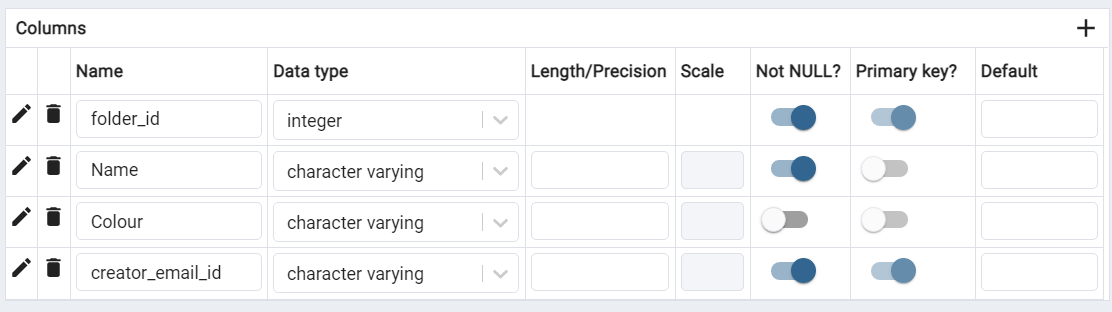 Columns
Name Data type Length/Precision Scale Not NULL? Primary key? Default
folder_id integer
Name character varying
Colour character varying
creator_email_id character varying